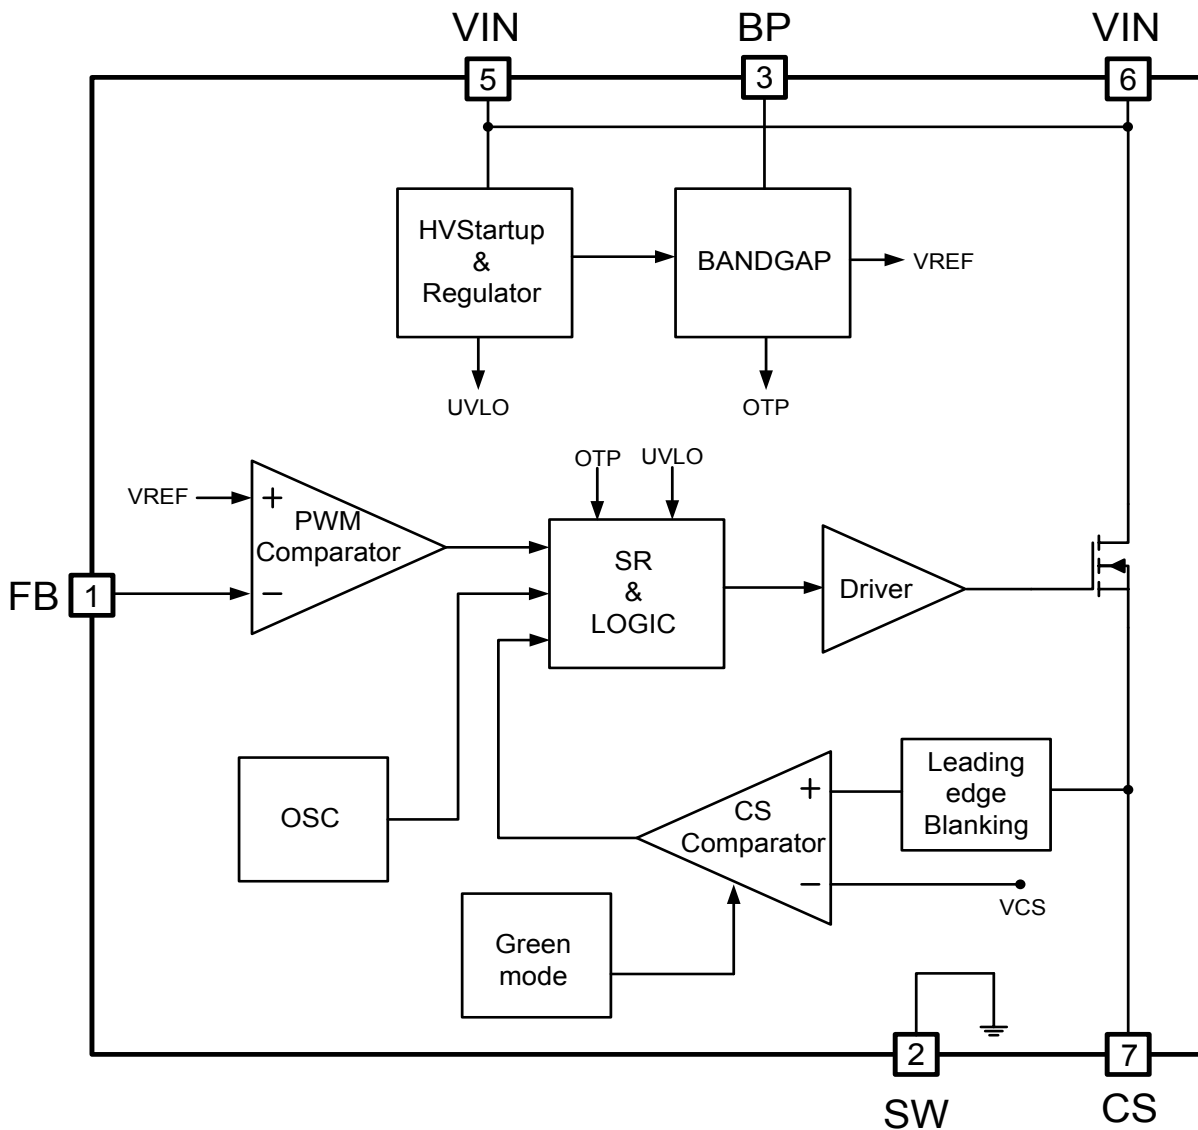 VIN
BP
VIN
5
3
6
HVStartup
&
Regulator
BANDGAP
VREF
UVLO
OTP
OTP
UVLO
VREF
+
PWM
Comparator
−
FB
1
SR
&
LOGIC
Driver
OSC
+
CS
Comparator
−
Leading
edge
Blanking
VCS
Green
mode
2
7
SW
CS